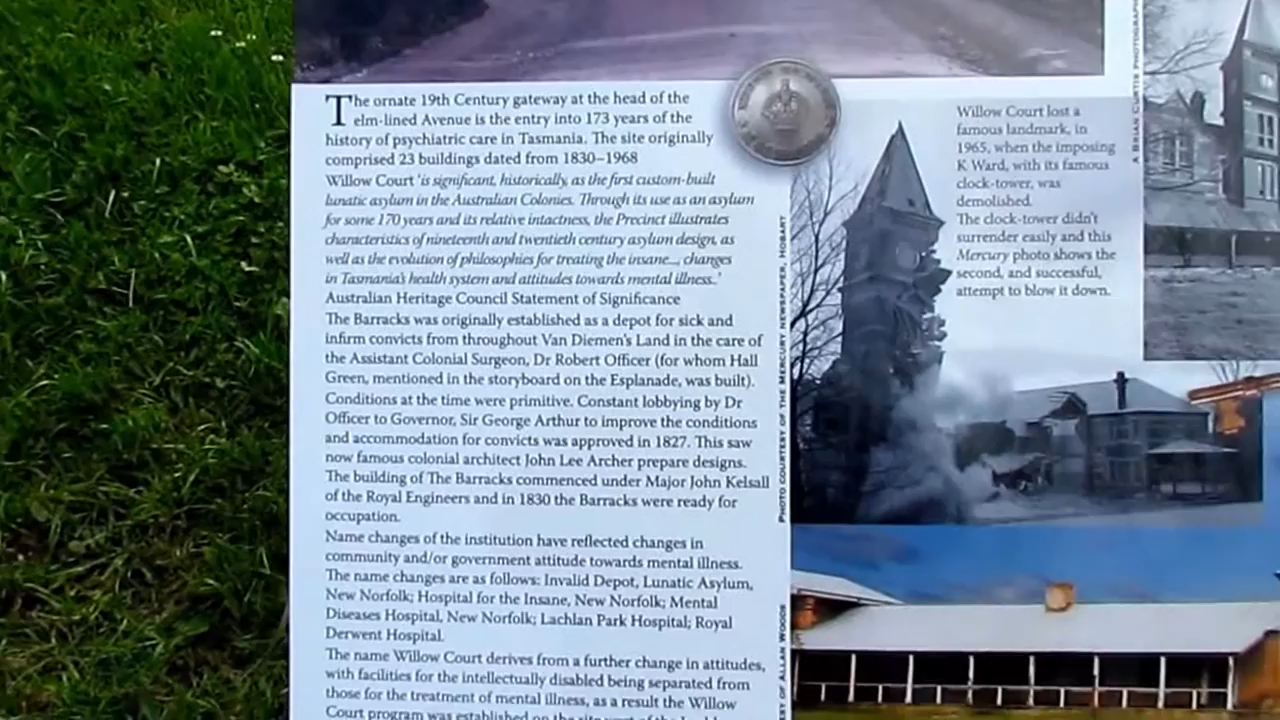 The ornate 19th Century gateway at the head of the
elm-lined Avenue is the entry into 173 years of the
history of psychiatric care in Tasmania. The site originally
comprised 23 buildings dated from 1830–1968
Willow Court 'is significant, historically, as the first custom-built
lunatic asylum in the Australian Colonies. Through its use as an asylum
for some 170 years and its relative intactness, the Precinct illustrates
characteristics of nineteenth and twentieth century asylum design, as
well as the evolution of philosophies for treating the insane..., changes
in Tasmania's health system and attitudes towards mental illness..'
Australian Heritage Council Statement of Significance
The Barracks was originally established as a depot for sick and
infirm convicts from throughout Van Diemen's Land in the care of
the Assistant Colonial Surgeon, Dr Robert Officer (for whom Hall
Green, mentioned in the storyboard on the Esplanade, was built).
Conditions at the time were primitive. Constant lobbying by Dr
Officer to Governor, Sir George Arthur to improve the conditions
and accommodation for convicts was approved in 1827. This saw
now famous colonial architect John Lee Archer prepare designs.
The building of The Barracks commenced under Major John Kelsall
of the Royal Engineers and in 1830 the Barracks were ready for
occupation.
Name changes of the institution have reflected changes in
community and/or government attitude towards mental illness.
The name changes are as follows: Invalid Depot, Lunatic Asylum,
New Norfolk; Hospital for the Insane, New Norfolk; Mental
Diseases Hospital, New Norfolk; Lachlan Park Hospital; Royal
Derwent Hospital.
The name Willow Court derives from a further change in attitudes,
with facilities for the intellectually disabled being separated from
those for the treatment of mental illness, as a result the Willow
Court program was established on the site
PHOTO COURTESY OF THE MERCURY NEWSPAPER, HOBART
OF ALLAN WOODS
Willow Court lost a
famous landmark, in
1965, when the imposing
K Ward, with its famous
clock-tower, was
demolished.
The clock-tower didn't
surrender easily and this
Mercury photo shows the
second, and successful,
attempt to blow it down.
A BRIAN CURTIS PHOTOGRAPH